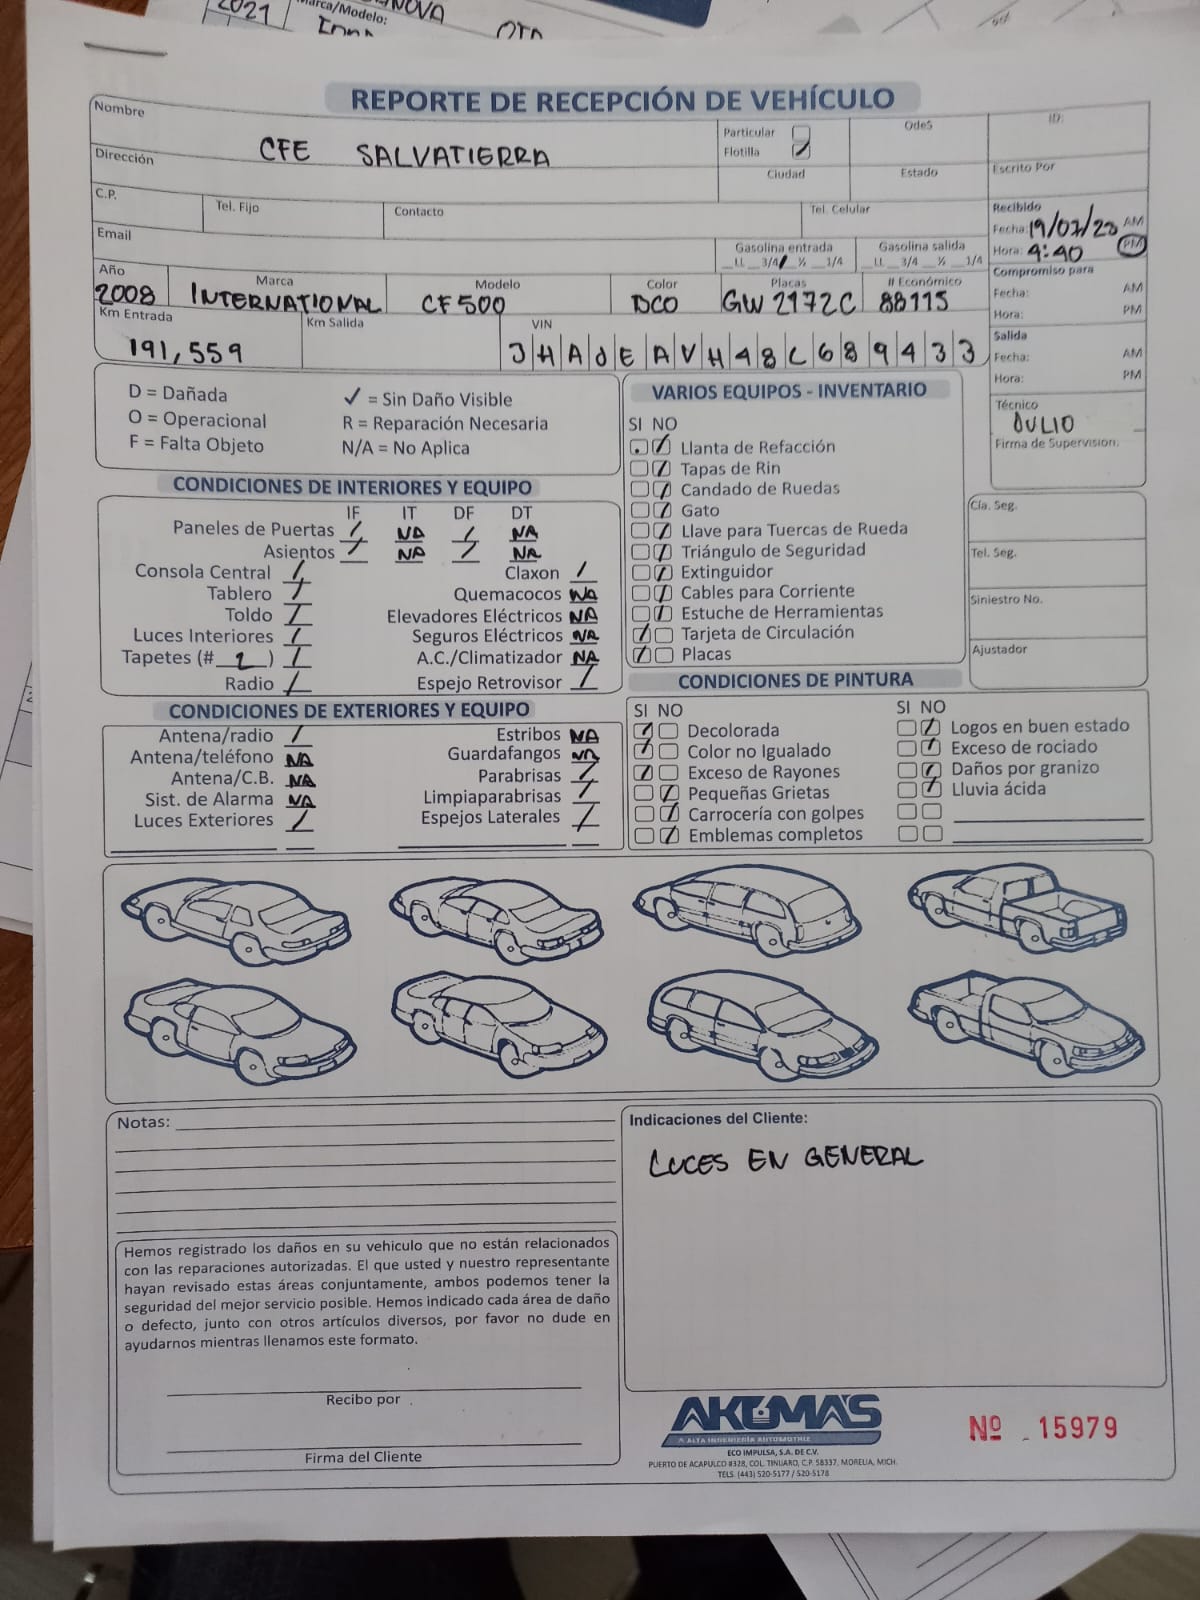 2021
Marca/Modelo:
NOVA
REPORTE DE RECEPCIÓN DE VEHÍCULO
Nombre
CFE SALVATIERRA
Particular
Flotilla ✓
OdeS
ID:
Dirección
Ciudad
Estado
Escrito Por
C.P.
Tel. Fijo
Contacto
Tel. Celular
Recibido
Fecha: 19/07/23 AM
Hora: 4:40 PM
Email
Gasolina entrada
LL 3/4 ½ 1/4
Gasolina salida
LL 3/4 ½ 1/4
Compromiso para
Fecha: AM
Hora: PM
Año
2008
Marca
INTERNATIONAL
Modelo
CF500
Color
BCO
Placas
GW2172C
# Económico
88115
Km Entrada
191,559
Km Salida
VIN
3HAJEAVH48L689433
Salida
Fecha: AM
Hora: PM
Técnico
JULIO
Firma de Supervision:
D = Dañada
O = Operacional
F = Falta Objeto
✓ = Sin Daño Visible
R = Reparación Necesaria
N/A = No Aplica
VARIOS EQUIPOS - INVENTARIO
SI NO
Llanta de Refacción
Tapas de Rin
Candado de Ruedas
Gato
Llave para Tuercas de Rueda
Triángulo de Seguridad
Extinguidor
Cables para Corriente
Estuche de Herramientas
Tarjeta de Circulación
Placas
Cía. Seg.
Tel. Seg.
Siniestro No.
Ajustador
CONDICIONES DE INTERIORES Y EQUIPO
IF IT DF DT
Paneles de Puertas ✓ NA ✓ NA
Asientos ✓ NA ✓ NA
Consola Central ✓
Tablero ✓
Toldo ✓
Luces Interiores ✓
Tapetes (# 2 ) ✓
Radio ✓
Claxon ✓
Quemacocos NA
Elevadores Eléctricos NA
Seguros Eléctricos NA
A.C./Climatizador NA
Espejo Retrovisor ✓
CONDICIONES DE EXTERIORES Y EQUIPO
Antena/radio ✓
Antena/teléfono NA
Antena/C.B. NA
Sist. de Alarma NA
Luces Exteriores ✓
Estribos NA
Guardafangos NA
Parabrisas ✓
Limpiaparabrisas ✓
Espejos Laterales ✓
CONDICIONES DE PINTURA
SI NO
Decolorada
Color no Igualado
Exceso de Rayones
Pequeñas Grietas
Carrocería con golpes
Emblemas completos
SI NO
Logos en buen estado
Exceso de rociado
Daños por granizo
Lluvia ácida
Notas:
Indicaciones del Cliente:
LUCES EN GENERAL
Hemos registrado los daños en su vehiculo que no están relacionados
con las reparaciones autorizadas. El que usted y nuestro representante
hayan revisado estas áreas conjuntamente, ambos podemos tener la
seguridad del mejor servicio posible. Hemos indicado cada área de daño
o defecto, junto con otros artículos diversos, por favor no dude en
ayudarnos mientras llenamos este formato.
Recibo por
Firma del Cliente
AKUMA'S
ALTA INGENIERÍA AUTOMOTRIZ
ECO IMPULSA, S.A. DE C.V.
PUERTO DE ACAPULCO #328, COL. TINIJARO, C.P. 58337, MORELIA, MICH.
TELS. (443) 520-5177 / 520-5178
Nº 15979